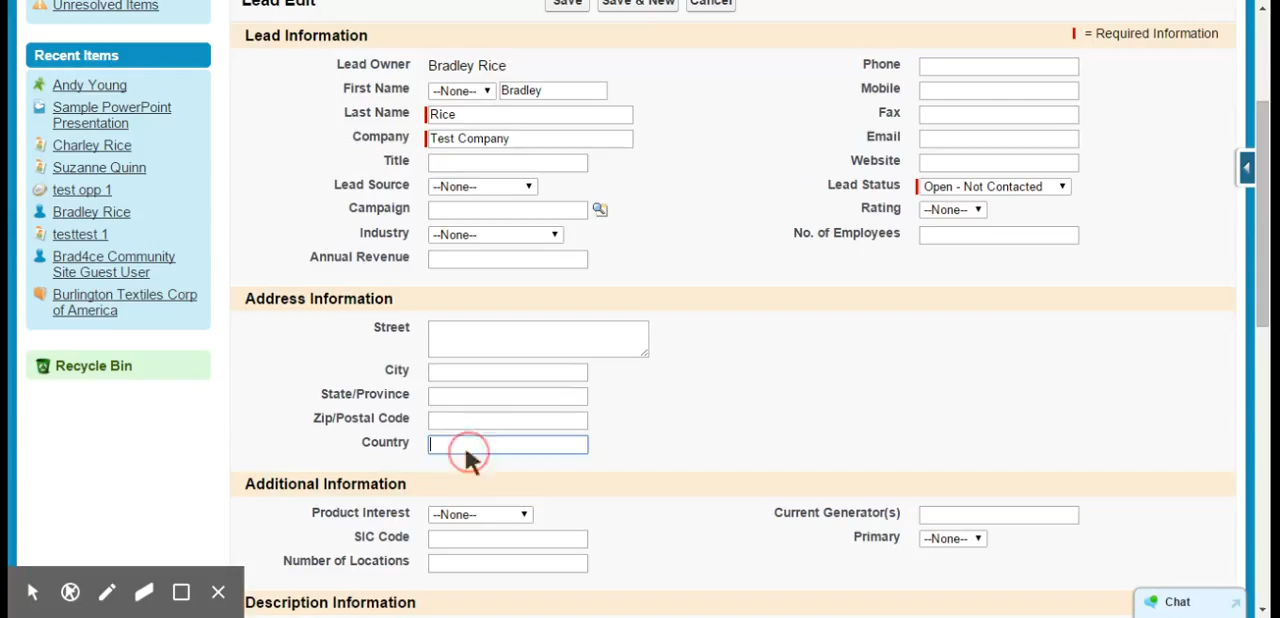 Unresolved Items
Recent Items
Andy Young
Sample PowerPoint
Presentation
Charley Rice
Suzanne Quinn
test opp 1
Bradley Rice
testtest 1
Brad4ce Community
Site Guest User
Burlington Textiles Corp
of America
Recycle Bin
Lead Edit
Save
Save & New
Cancel
Lead Information
= Required Information
Lead Owner Bradley Rice
First Name --None-- Bradley
Last Name Rice
Company Test Company
Title
Lead Source --None--
Campaign
Industry --None--
Annual Revenue
Phone
Mobile
Fax
Email
Website
Lead Status Open - Not Contacted
Rating --None--
No. of Employees
Address Information
Street
City
State/Province
Zip/Postal Code
Country
Additional Information
Product Interest --None--
SIC Code
Number of Locations
Current Generator(s)
Primary --None--
Description Information
Chat